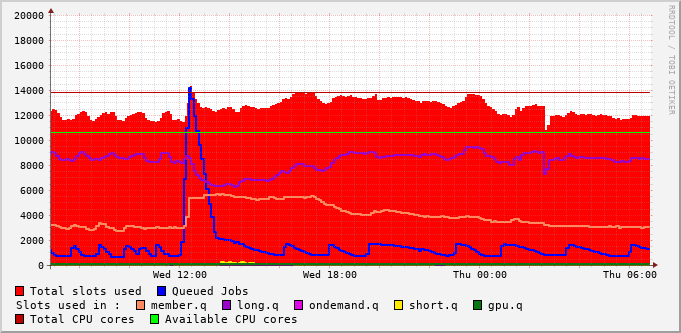 20000
18000
16000
14000
12000
10000
8000
6000
4000
2000
0
Wed 12:00 Wed 18:00 Thu 00:00 Thu 06:00
RRDTOOL / TOBI OETIKER
Total slots used Queued Jobs
Slots used in : member.q long.q ondemand.q short.q gpu.q
Total CPU cores Available CPU cores